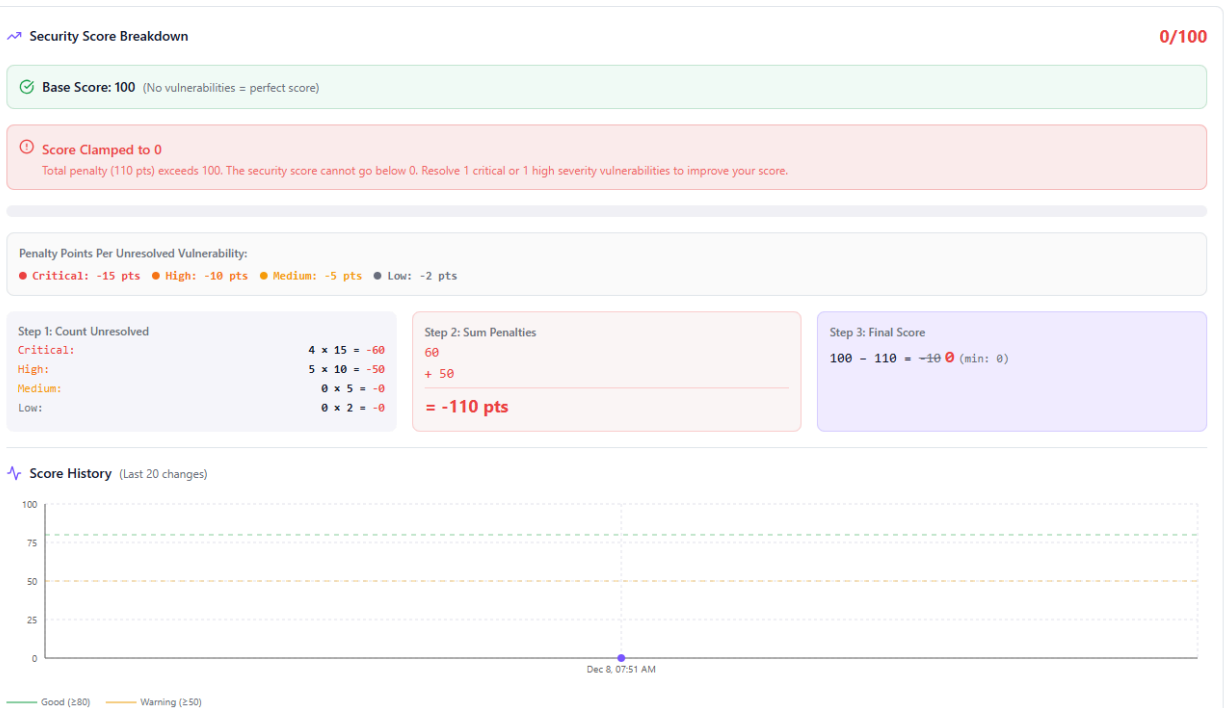 Security Score Breakdown
0/100
Base Score: 100 (No vulnerabilities = perfect score)
Score Clamped to 0
Total penalty (110 pts) exceeds 100. The security score cannot go below 0. Resolve 1 critical or 1 high severity vulnerabilities to improve your score.
Penalty Points Per Unresolved Vulnerability:
Critical: -15 pts High: -10 pts Medium: -5 pts Low: -2 pts
Step 1: Count Unresolved
Critical: 4 x 15 = -60
High: 5 x 10 = -50
Medium: 0 x 5 = -0
Low: 0 x 2 = -0
Step 2: Sum Penalties
60
+ 50
= -110 pts
Step 3: Final Score
100 − 110 = -10 0 (min: 0)
Score History (Last 20 changes)
100
75
50
25
0
Dec 8, 07:51 AM
Good (≥80) Warning (≥50)